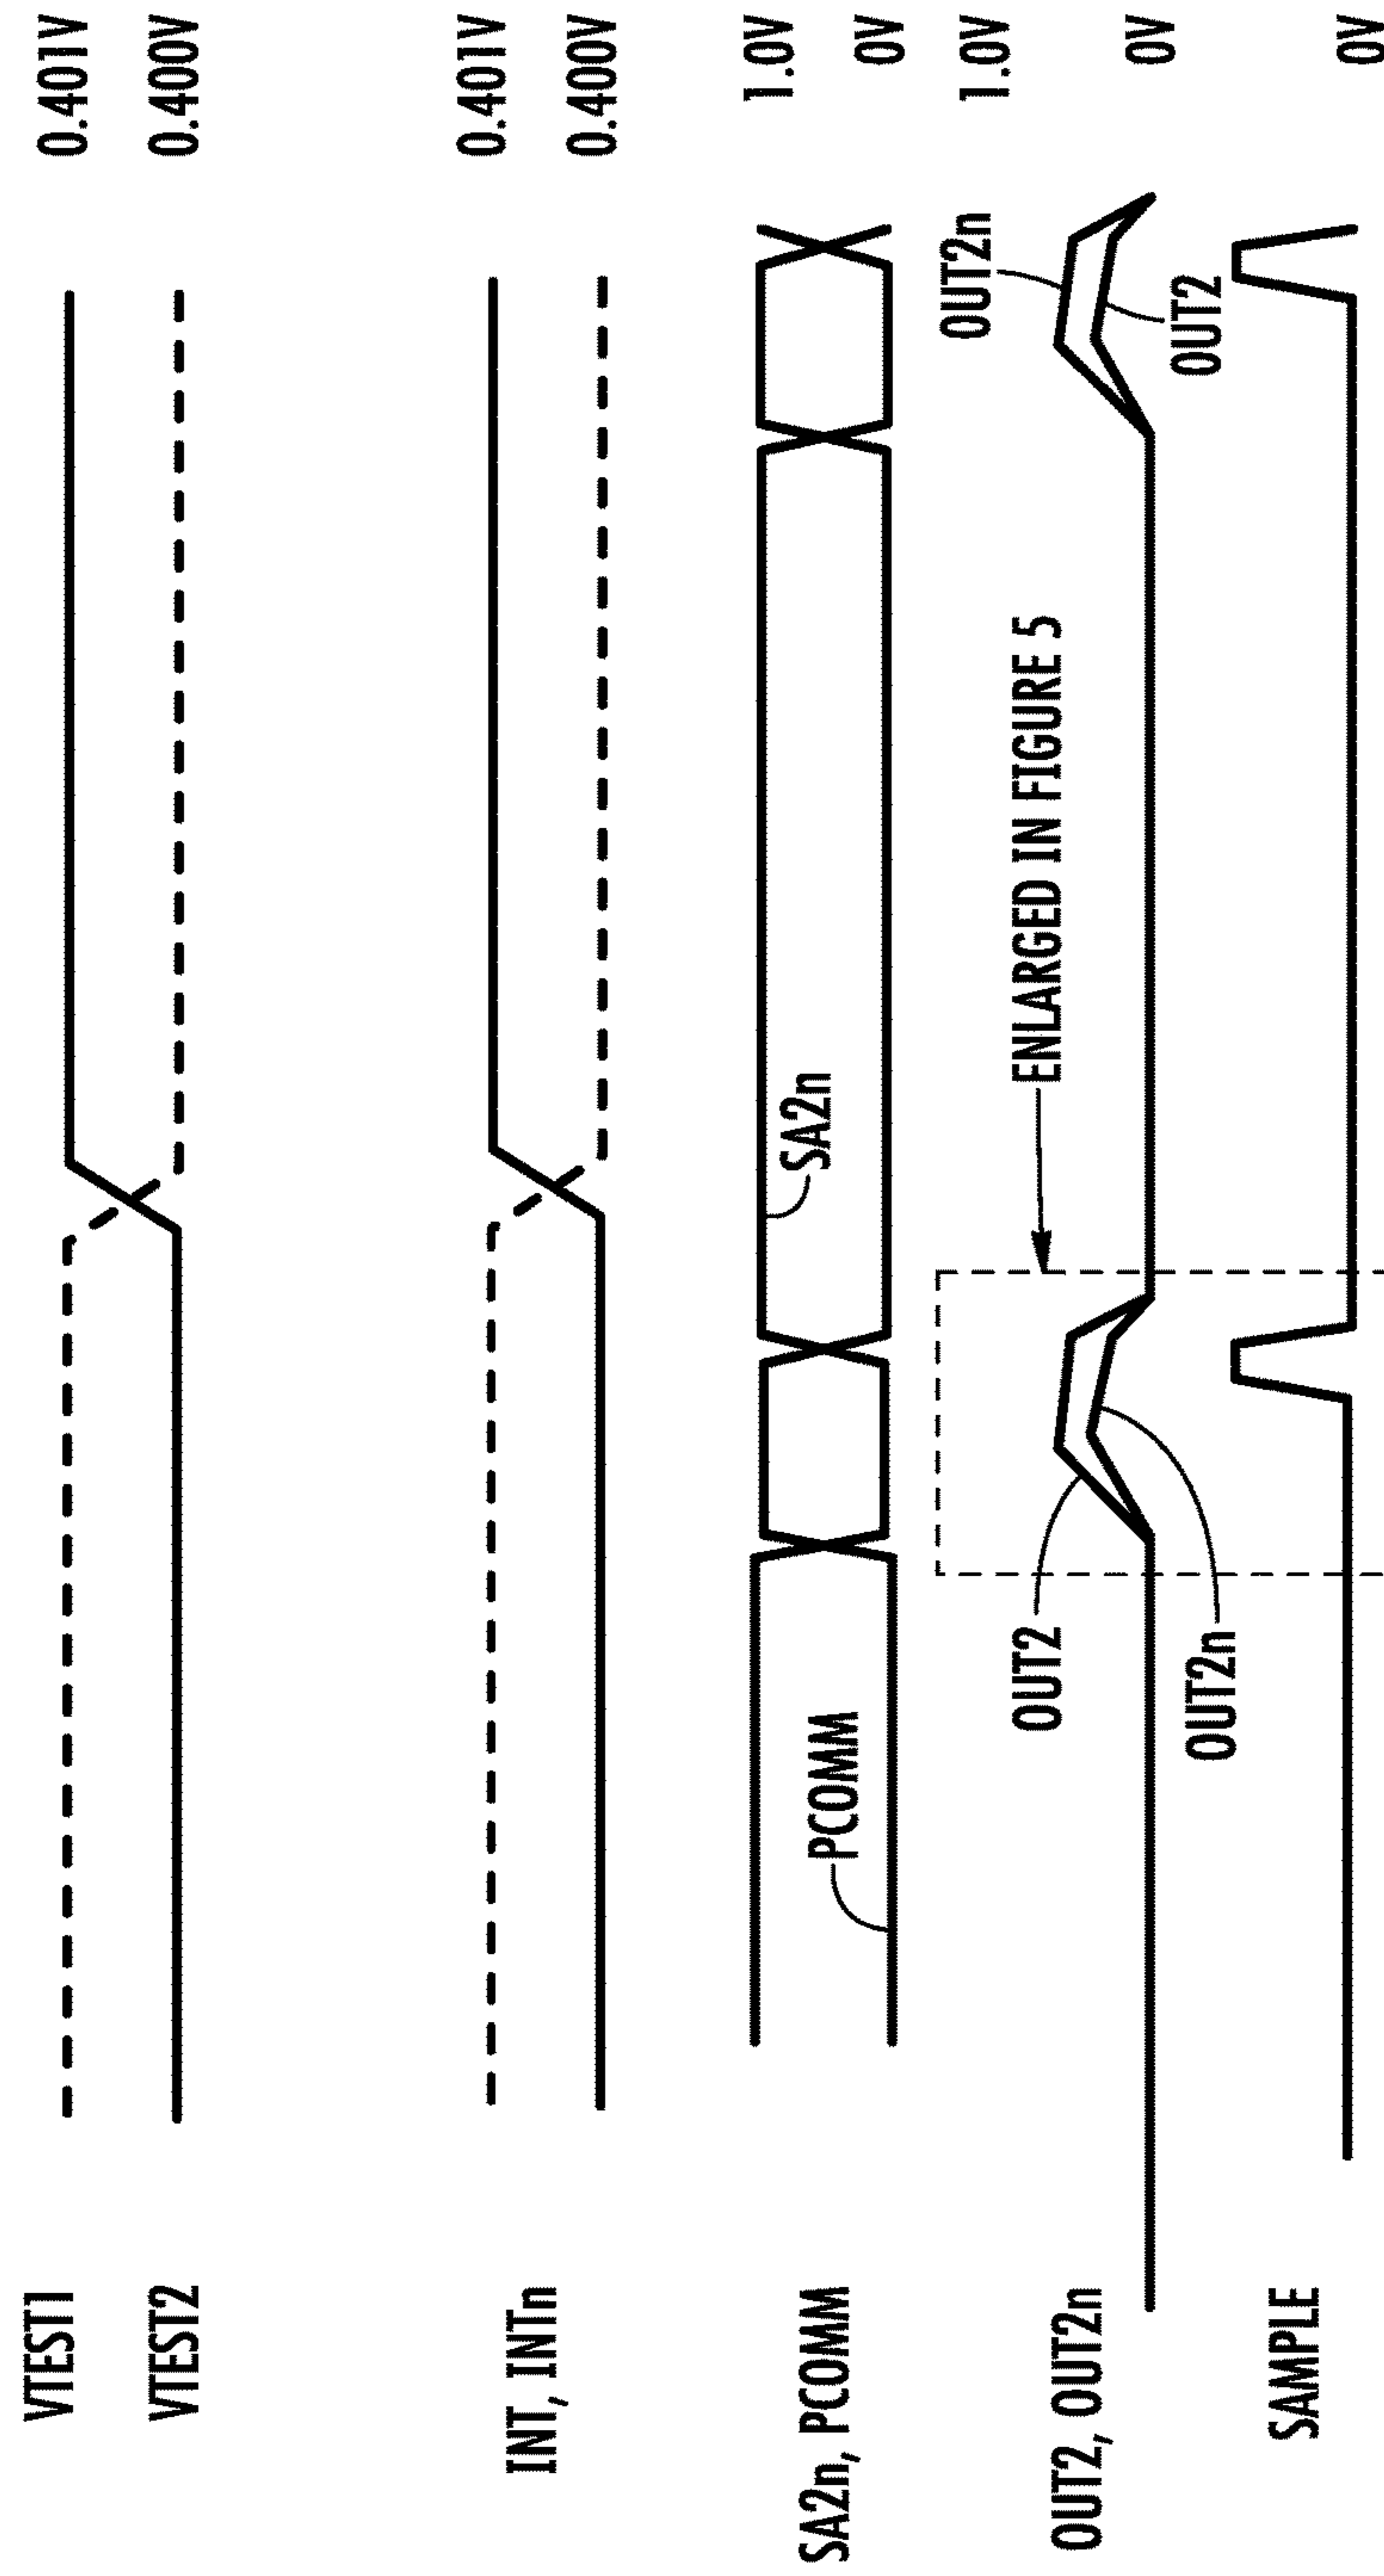 VTEST1
0.401V
VTEST2
0.400V
INT, INTn
0.401V
0.400V
SA2n, PCOMM
PCOMM
SA2n
1.0V
0V
OUT2, OUT2n
OUT2
OUT2n
ENLARGED IN FIGURE 5
OUT2n
OUT2
1.0V
0V
SAMPLE
0V